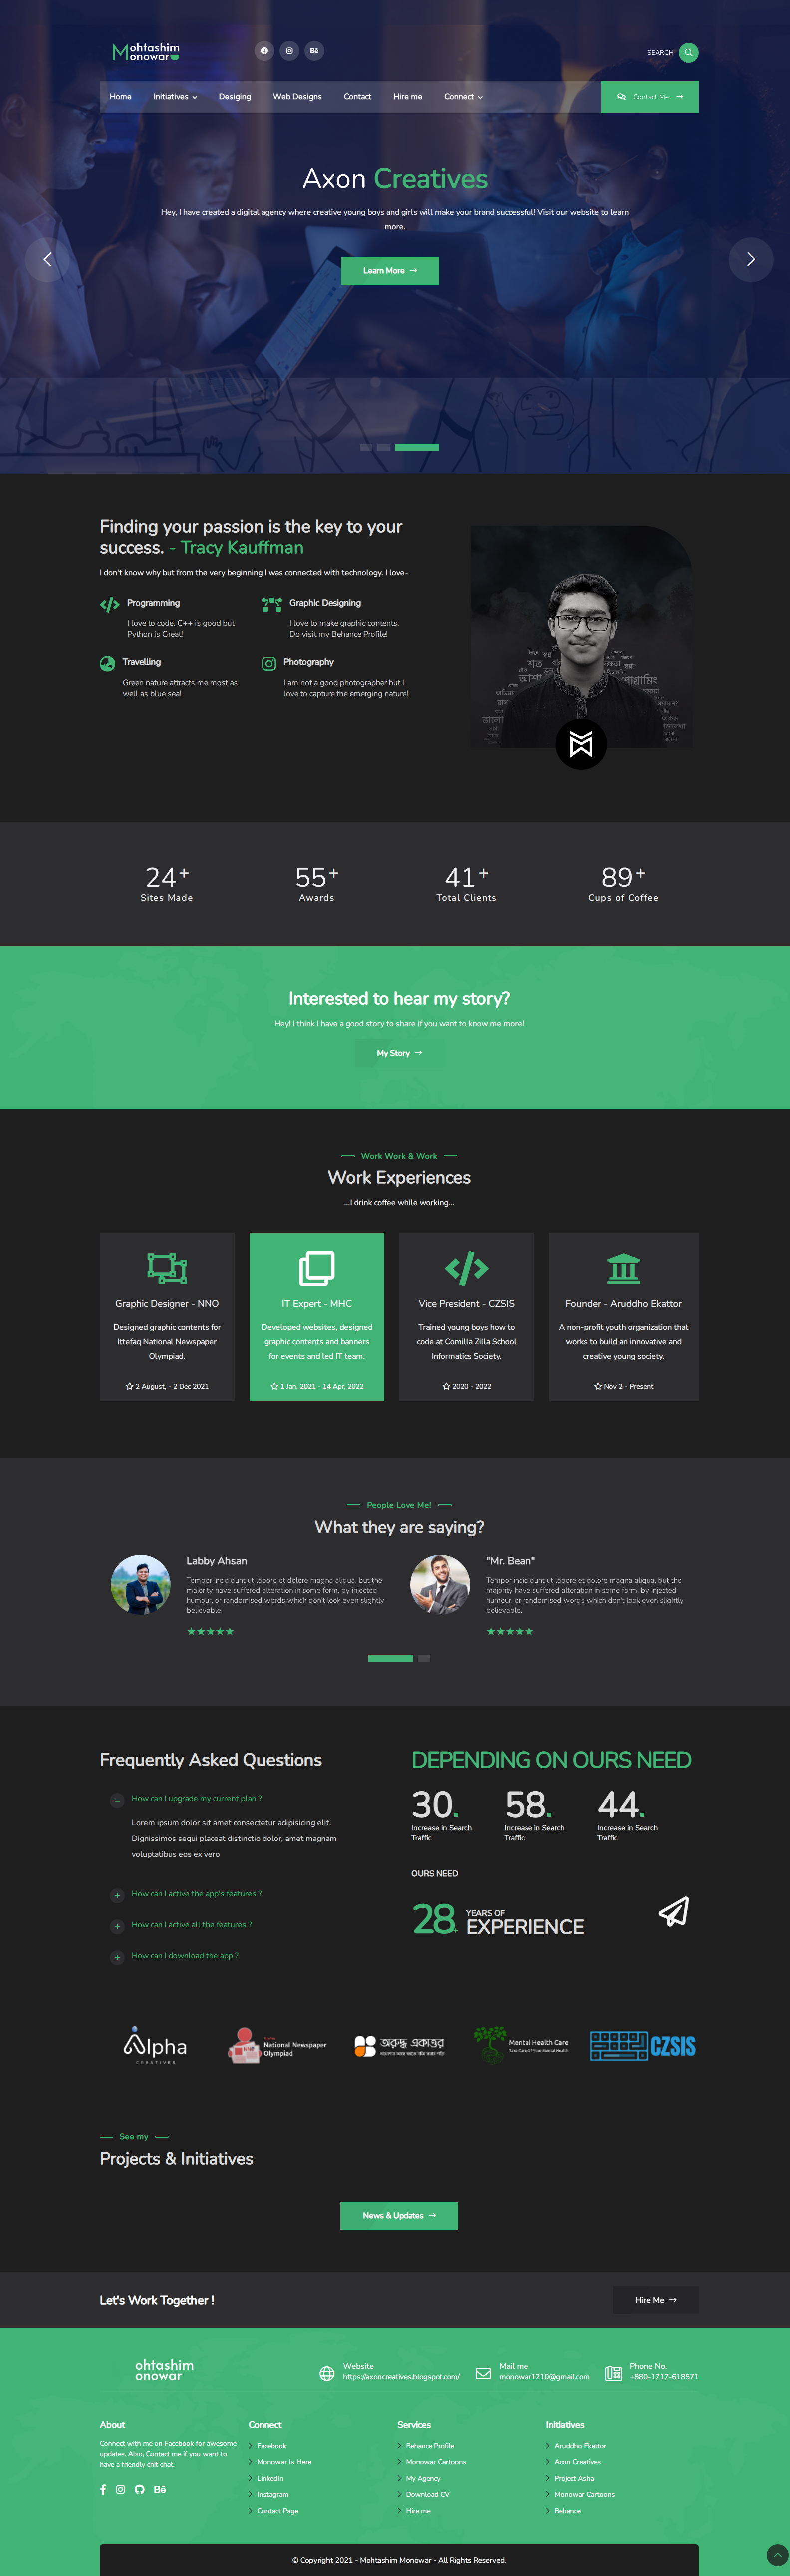 Mohtashim
Monowar
SEARCH
Home Initiatives Desiging Web Designs Contact Hire me Connect Contact Me
Axon Creatives
Hey, I have created a digital agency where creative young boys and girls will make your brand successful! Visit our website to learn
more.
Learn More
Finding your passion is the key to your
success. - Tracy Kauffman
I don't know why but from the very beginning I was connected with technology. I love-
Programming
I love to code. C++ is good but
Python is Great!
Graphic Designing
I love to make graphic contents.
Do visit my Behance Profile!
Travelling
Green nature attracts me most as
well as blue sea!
Photography
I am not a good photographer but I
love to capture the emerging nature!
24+ 55+ 41+ 89+
Sites Made Awards Total Clients Cups of Coffee
Interested to hear my story?
Hey! I think I have a good story to share if you want to know me more!
My Story
Work Work & Work
Work Experiences
...I drink coffee while working...
Graphic Designer - NNO
Designed graphic contents for
Ittefaq National Newspaper
Olympiad.
2 August, - 2 Dec 2021
IT Expert - MHC
Developed websites, designed
graphic contents and banners
for events and led IT team.
1 Jan, 2021 - 14 Apr, 2022
Vice President - CZSIS
Trained young boys how to
code at Comilla Zilla School
Informatics Society.
2020 - 2022
Founder - Aruddho Ekattor
A non-profit youth organization that
works to build an innovative and
creative young society.
Nov 2 - Present
People Love Me!
What they are saying?
Labby Ahsan
Tempor incididunt ut labore et dolore magna aliqua, but the
majority have suffered alteration in some form, by injected
humour, or randomised words which don't look even slightly
believable.
"Mr. Bean"
Tempor incididunt ut labore et dolore magna aliqua, but the
majority have suffered alteration in some form, by injected
humour, or randomised words which don't look even slightly
believable.
Frequently Asked Questions
How can I upgrade my current plan ?
Lorem ipsum dolor sit amet consectetur adipisicing elit.
Dignissimos sequi placeat distinctio dolor, amet magnam
voluptatibus eos ex vero
How can I active the app's features ?
How can I active all the features ?
How can I download the app ?
DEPENDING ON OURS NEED
30. 58. 44.
Increase in Search
Traffic
Increase in Search
Traffic
Increase in Search
Traffic
OURS NEED
28+
YEARS OF
EXPERIENCE
Alpha
CREATIVES
National Newspaper
Olympiad
অরুদ্ধ একাত্তর
Mental Health Care
Take Care Of Your Mental Health
CZSIS
See my
Projects & Initiatives
News & Updates
Let's Work Together !
Hire Me
ohtashim
onowar
Website
https://axoncreatives.blogspot.com/
Mail me
monowar1210@gmail.com
Phone No.
+880-1717-618571
About
Connect with me on Facebook for awesome
updates. Also, Contact me if you want to
have a friendly chit chat.
Connect
Facebook
Monowar Is Here
LinkedIn
Instagram
Contact Page
Services
Behance Profile
Monowar Cartoons
My Agency
Download CV
Hire me
Initiatives
Aruddho Ekattor
Acon Creatives
Project Asha
Monowar Cartoons
Behance
© Copyright 2021 - Mohtashim Monowar - All Rights Reserved.